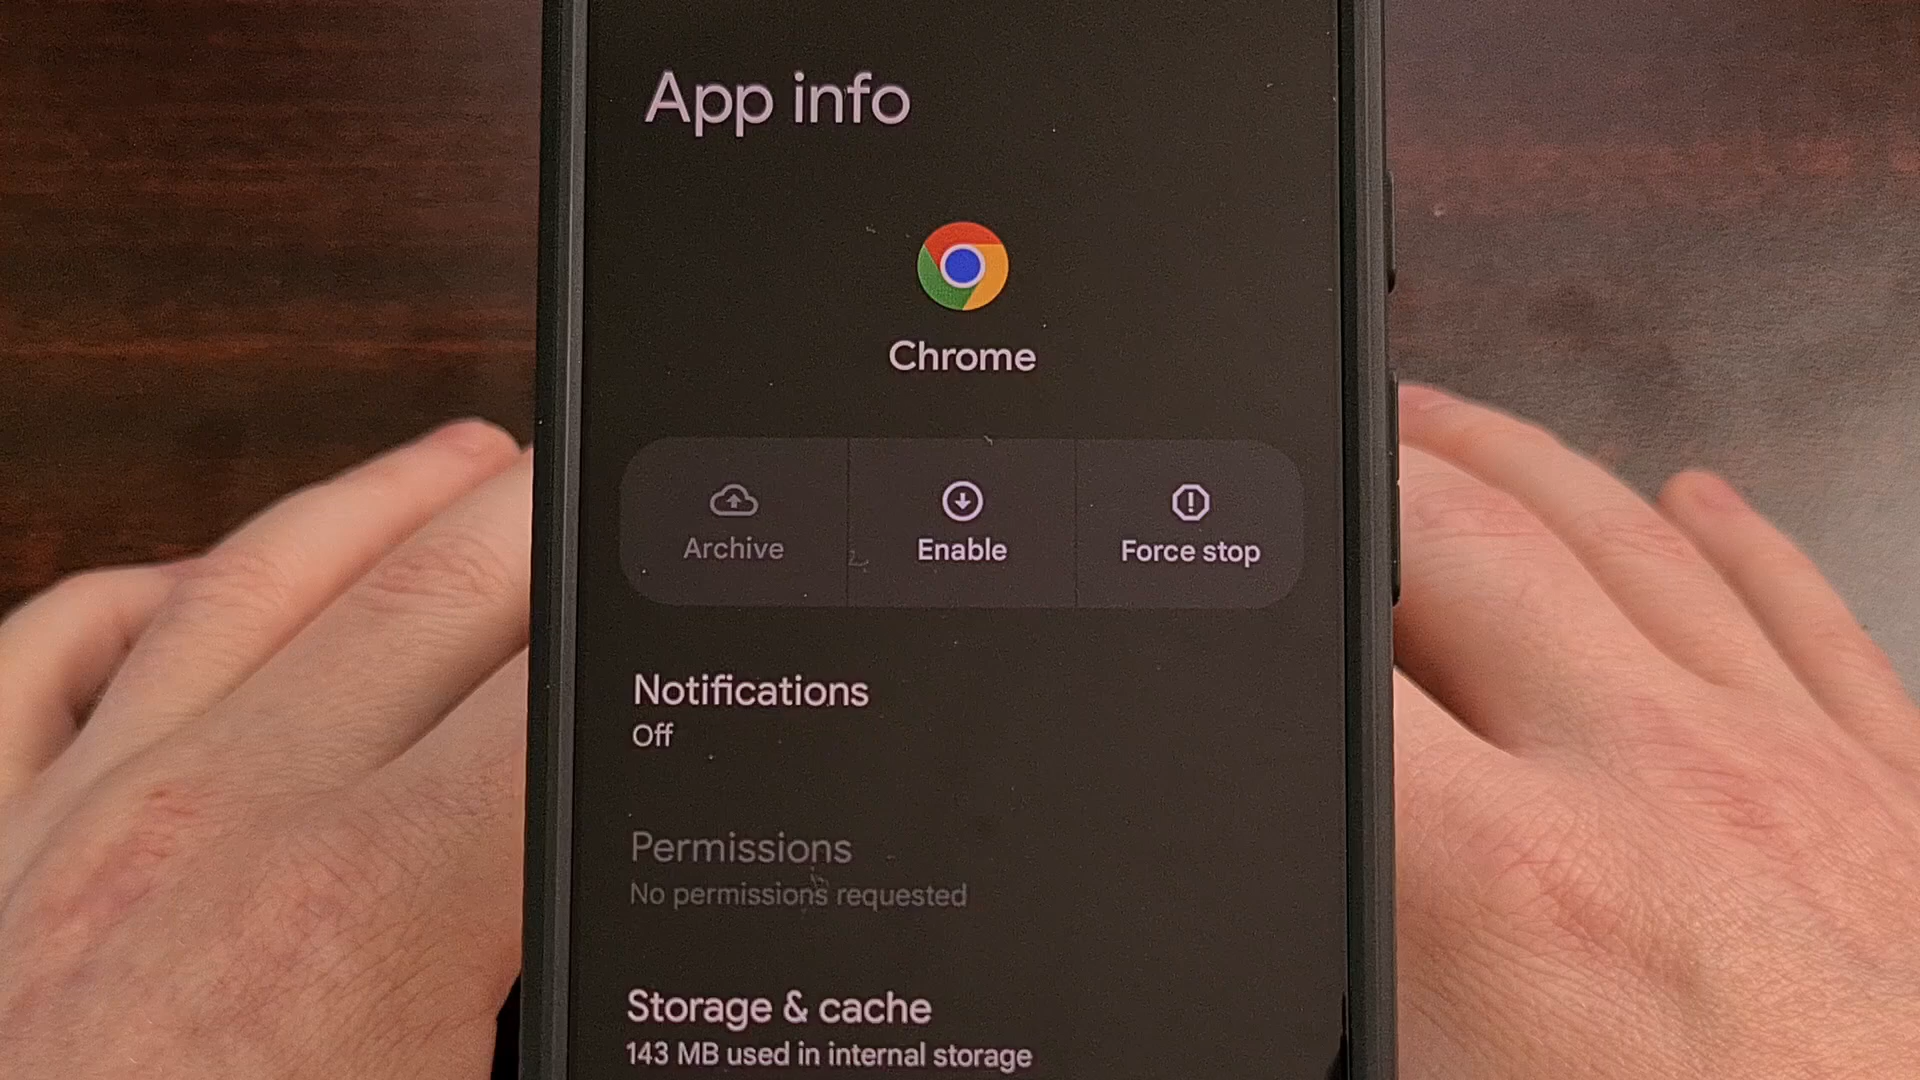 App info
Chrome
Archive
Enable
Force stop
Notifications
Off
Permissions
No permissions requested
Storage & cache
143 MB used in internal storage